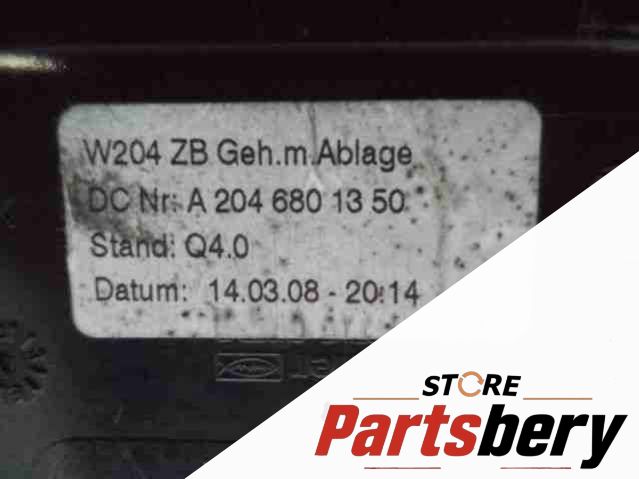 W204 ZB Geh.m.Ablage
DC Nr: A 204 680 13 50
Stand: Q4.0
Datum: 14.03.08 - 20:14
STORE
Partsbery